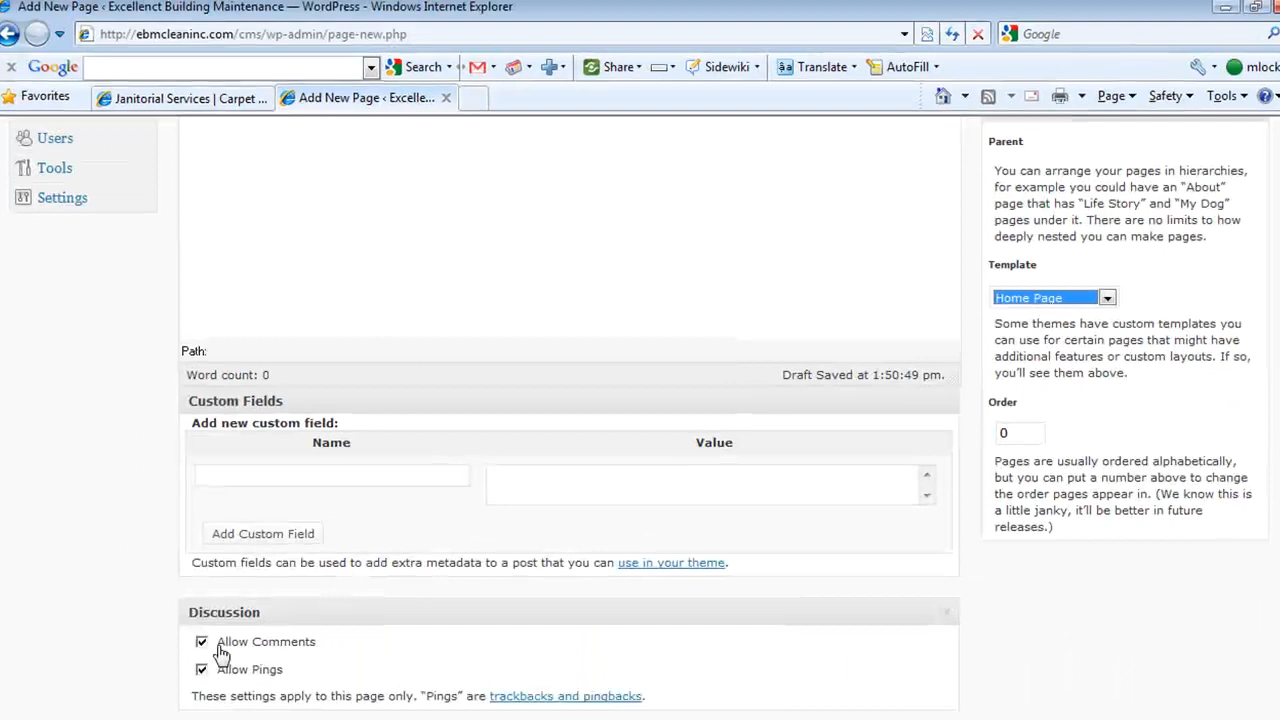 Add New Page ‹ Excellenct Building Maintenance — WordPress - Windows Internet Explorer
http://ebmcleaninc.com/cms/wp-admin/page-new.php
Google
Google
Search
Share
Sidewiki
Translate
AutoFill
mlock
Favorites
Janitorial Services | Carpet ...
Add New Page ‹ Excelle...
Page
Safety
Tools
Users
Tools
Settings
Path:
Word count: 0
Draft Saved at 1:50:49 pm.
Custom Fields
Add new custom field:
Name
Value
Add Custom Field
Custom fields can be used to add extra metadata to a post that you can use in your theme.
Discussion
Allow Comments
Allow Pings
These settings apply to this page only. “Pings” are trackbacks and pingbacks.
Parent
You can arrange your pages in hierarchies,
for example you could have an “About”
page that has “Life Story” and “My Dog”
pages under it. There are no limits to how
deeply nested you can make pages.
Template
Home Page
Some themes have custom templates you
can use for certain pages that might have
additional features or custom layouts. If so,
you’ll see them above.
Order
0
Pages are usually ordered alphabetically,
but you can put a number above to change
the order pages appear in. (We know this is
a little janky, it’ll be better in future
releases.)